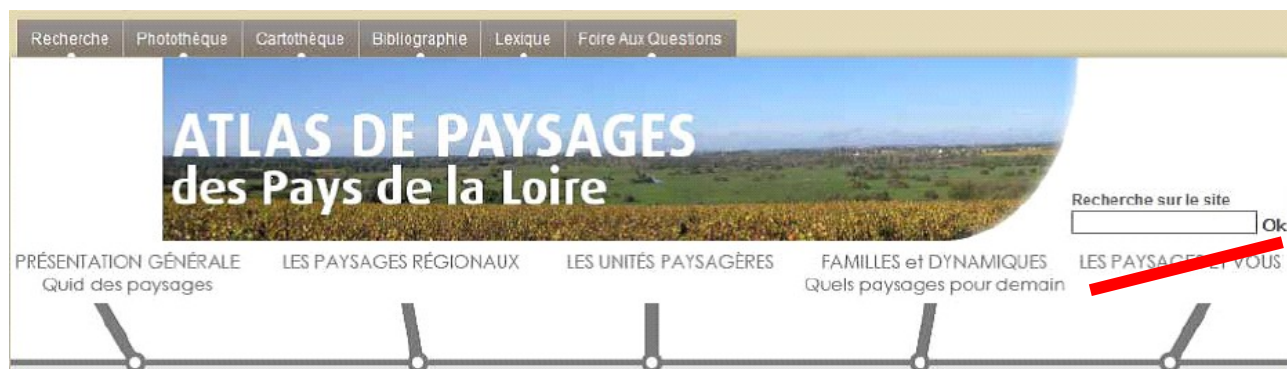 Recherche Photothèque Cartothèque Bibliographie Lexique Foire Aux Questions
ATLAS DE PAYSAGES
des Pays de la Loire
Recherche sur le site
Ok
PRÉSENTATION GÉNÉRALE
Quid des paysages
LES PAYSAGES RÉGIONAUX
LES UNITÉS PAYSAGÈRES
FAMILLES et DYNAMIQUES
Quels paysages pour demain
LES PAYSAGES ET VOUS